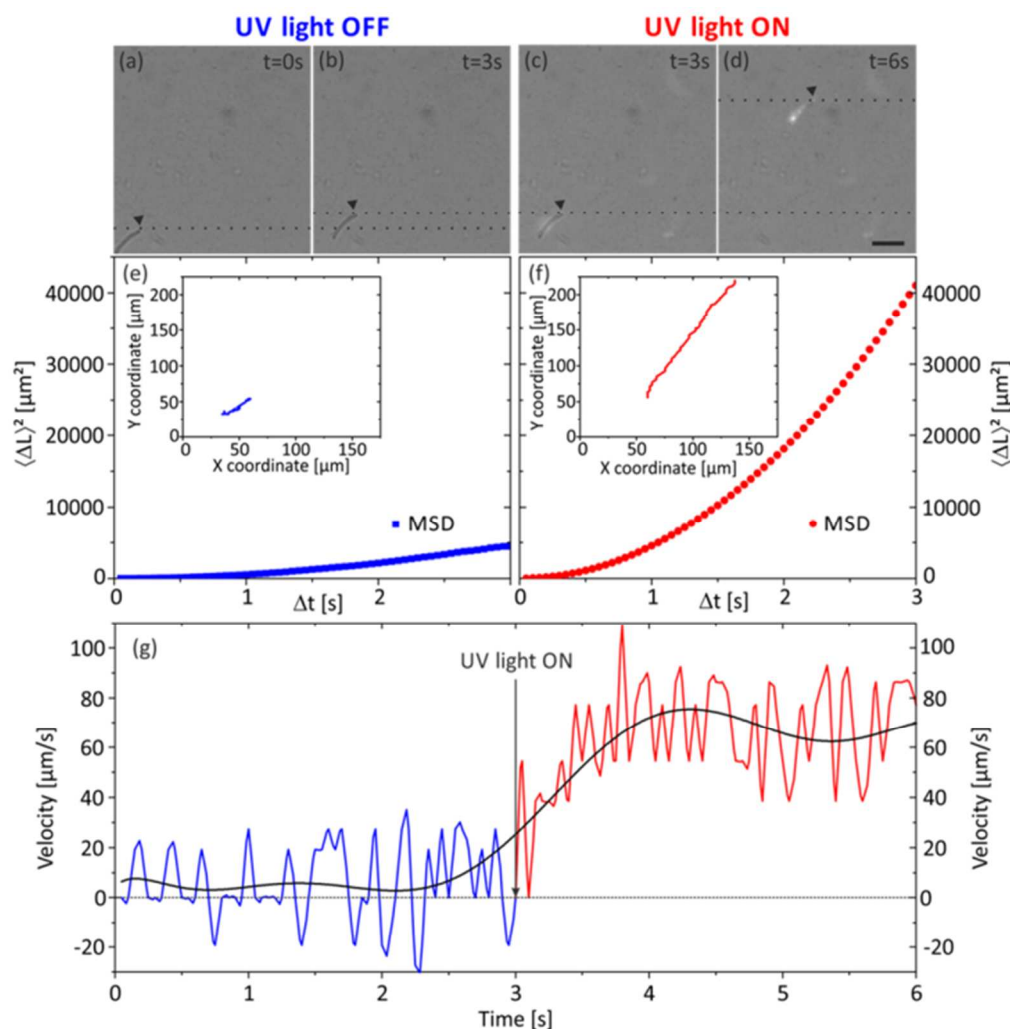 UV light OFF
UV light ON
(a) t=0s
(b) t=3s
(c) t=3s
(d) t=6s
(e)
Y coordinate [µm]
200
150
100
50
0
0 50 100 150
X coordinate [µm]
⟨ΔL⟩² [µm²]
40000
30000
20000
10000
0
MSD
0 1 2
Δt [s]
(f)
Y coordinate [µm]
200
150
100
50
0
0 50 100 150
X coordinate [µm]
MSD
0 1 2 3
Δt [s]
40000
30000
20000
10000
0
⟨ΔL⟩² [µm²]
(g)
UV light ON
Velocity [µm/s]
100
80
60
40
20
0
-20
0 1 2 3 4 5 6
Time [s]
100
80
60
40
20
0
-20
Velocity [µm/s]